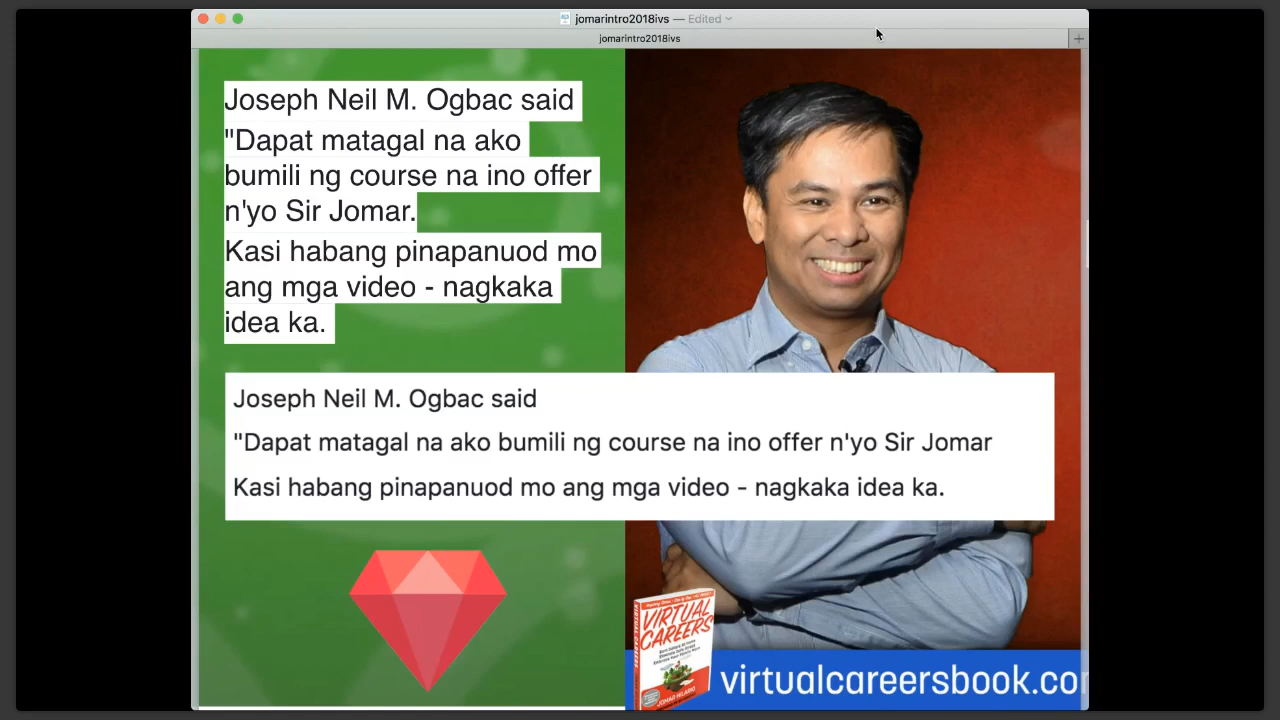 jomarintro2018ivs — Edited
jomarintro2018ivs
Joseph Neil M. Ogbac said
"Dapat matagal na ako
bumili ng course na ino offer
n'yo Sir Jomar.
Kasi habang pinapanuod mo
ang mga video - nagkaka
idea ka.
Joseph Neil M. Ogbac said
"Dapat matagal na ako bumili ng course na ino offer n'yo Sir Jomar
Kasi habang pinapanuod mo ang mga video - nagkaka idea ka.
VIRTUAL
CAREERS
JOMAR HILARIO
virtualcareersbook.com